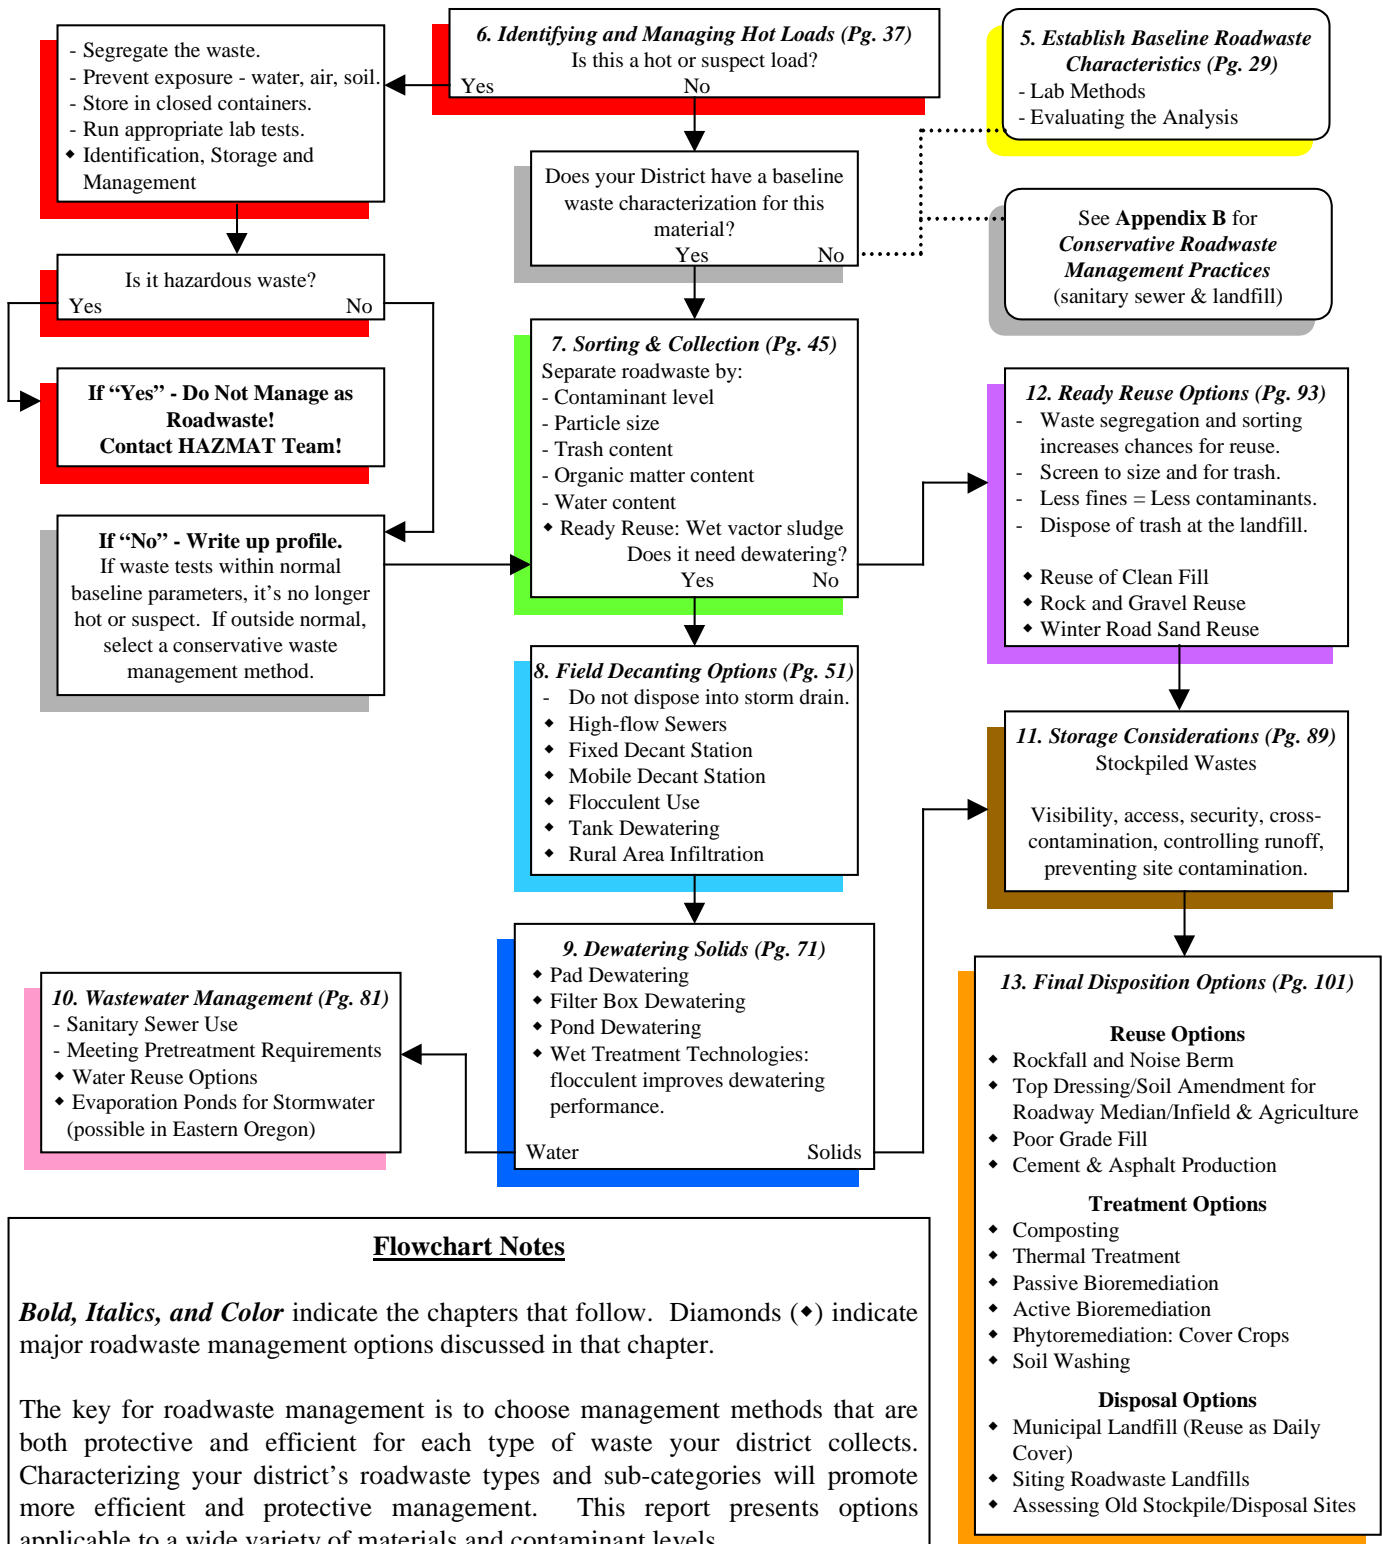 6. Identifying and Managing Hot Loads (Pg. 37)
Is this a hot or suspect load?
Yes No
- Segregate the waste.
- Prevent exposure - water, air, soil.
- Store in closed containers.
- Run appropriate lab tests.
◆ Identification, Storage and
Management
5. Establish Baseline Roadwaste
Characteristics (Pg. 29)
- Lab Methods
- Evaluating the Analysis
Does your District have a baseline
waste characterization for this
material?
Yes No
See Appendix B for
Conservative Roadwaste
Management Practices
(sanitary sewer & landfill)
Is it hazardous waste?
Yes No
If “Yes” - Do Not Manage as
Roadwaste!
Contact HAZMAT Team!
If “No” - Write up profile.
If waste tests within normal
baseline parameters, it’s no longer
hot or suspect. If outside normal,
select a conservative waste
management method.
7. Sorting & Collection (Pg. 45)
Separate roadwaste by:
- Contaminant level
- Particle size
- Trash content
- Organic matter content
- Water content
◆ Ready Reuse: Wet vactor sludge
Does it need dewatering?
Yes No
12. Ready Reuse Options (Pg. 93)
- Waste segregation and sorting
increases chances for reuse.
- Screen to size and for trash.
- Less fines = Less contaminants.
- Dispose of trash at the landfill.
◆ Reuse of Clean Fill
◆ Rock and Gravel Reuse
◆ Winter Road Sand Reuse
8. Field Decanting Options (Pg. 51)
- Do not dispose into storm drain.
◆ High-flow Sewers
◆ Fixed Decant Station
◆ Mobile Decant Station
◆ Flocculent Use
◆ Tank Dewatering
◆ Rural Area Infiltration
11. Storage Considerations (Pg. 89)
Stockpiled Wastes
Visibility, access, security, cross-
contamination, controlling runoff,
preventing site contamination.
9. Dewatering Solids (Pg. 71)
◆ Pad Dewatering
◆ Filter Box Dewatering
◆ Pond Dewatering
◆ Wet Treatment Technologies:
flocculent improves dewatering
performance.
Water Solids
10. Wastewater Management (Pg. 81)
- Sanitary Sewer Use
- Meeting Pretreatment Requirements
◆ Water Reuse Options
◆ Evaporation Ponds for Stormwater
(possible in Eastern Oregon)
13. Final Disposition Options (Pg. 101)
Reuse Options
◆ Rockfall and Noise Berm
◆ Top Dressing/Soil Amendment for
Roadway Median/Infield & Agriculture
◆ Poor Grade Fill
◆ Cement & Asphalt Production
Treatment Options
◆ Composting
◆ Thermal Treatment
◆ Passive Bioremediation
◆ Active Bioremediation
◆ Phytoremediation: Cover Crops
◆ Soil Washing
Disposal Options
◆ Municipal Landfill (Reuse as Daily
Cover)
◆ Siting Roadwaste Landfills
◆ Assessing Old Stockpile/Disposal Sites
Flowchart Notes
Bold, Italics, and Color indicate the chapters that follow. Diamonds (◆) indicate
major roadwaste management options discussed in that chapter.
The key for roadwaste management is to choose management methods that are
both protective and efficient for each type of waste your district collects.
Characterizing your district’s roadwaste types and sub-categories will promote
more efficient and protective management. This report presents options
applicable to a wide variety of materials and contaminant levels.